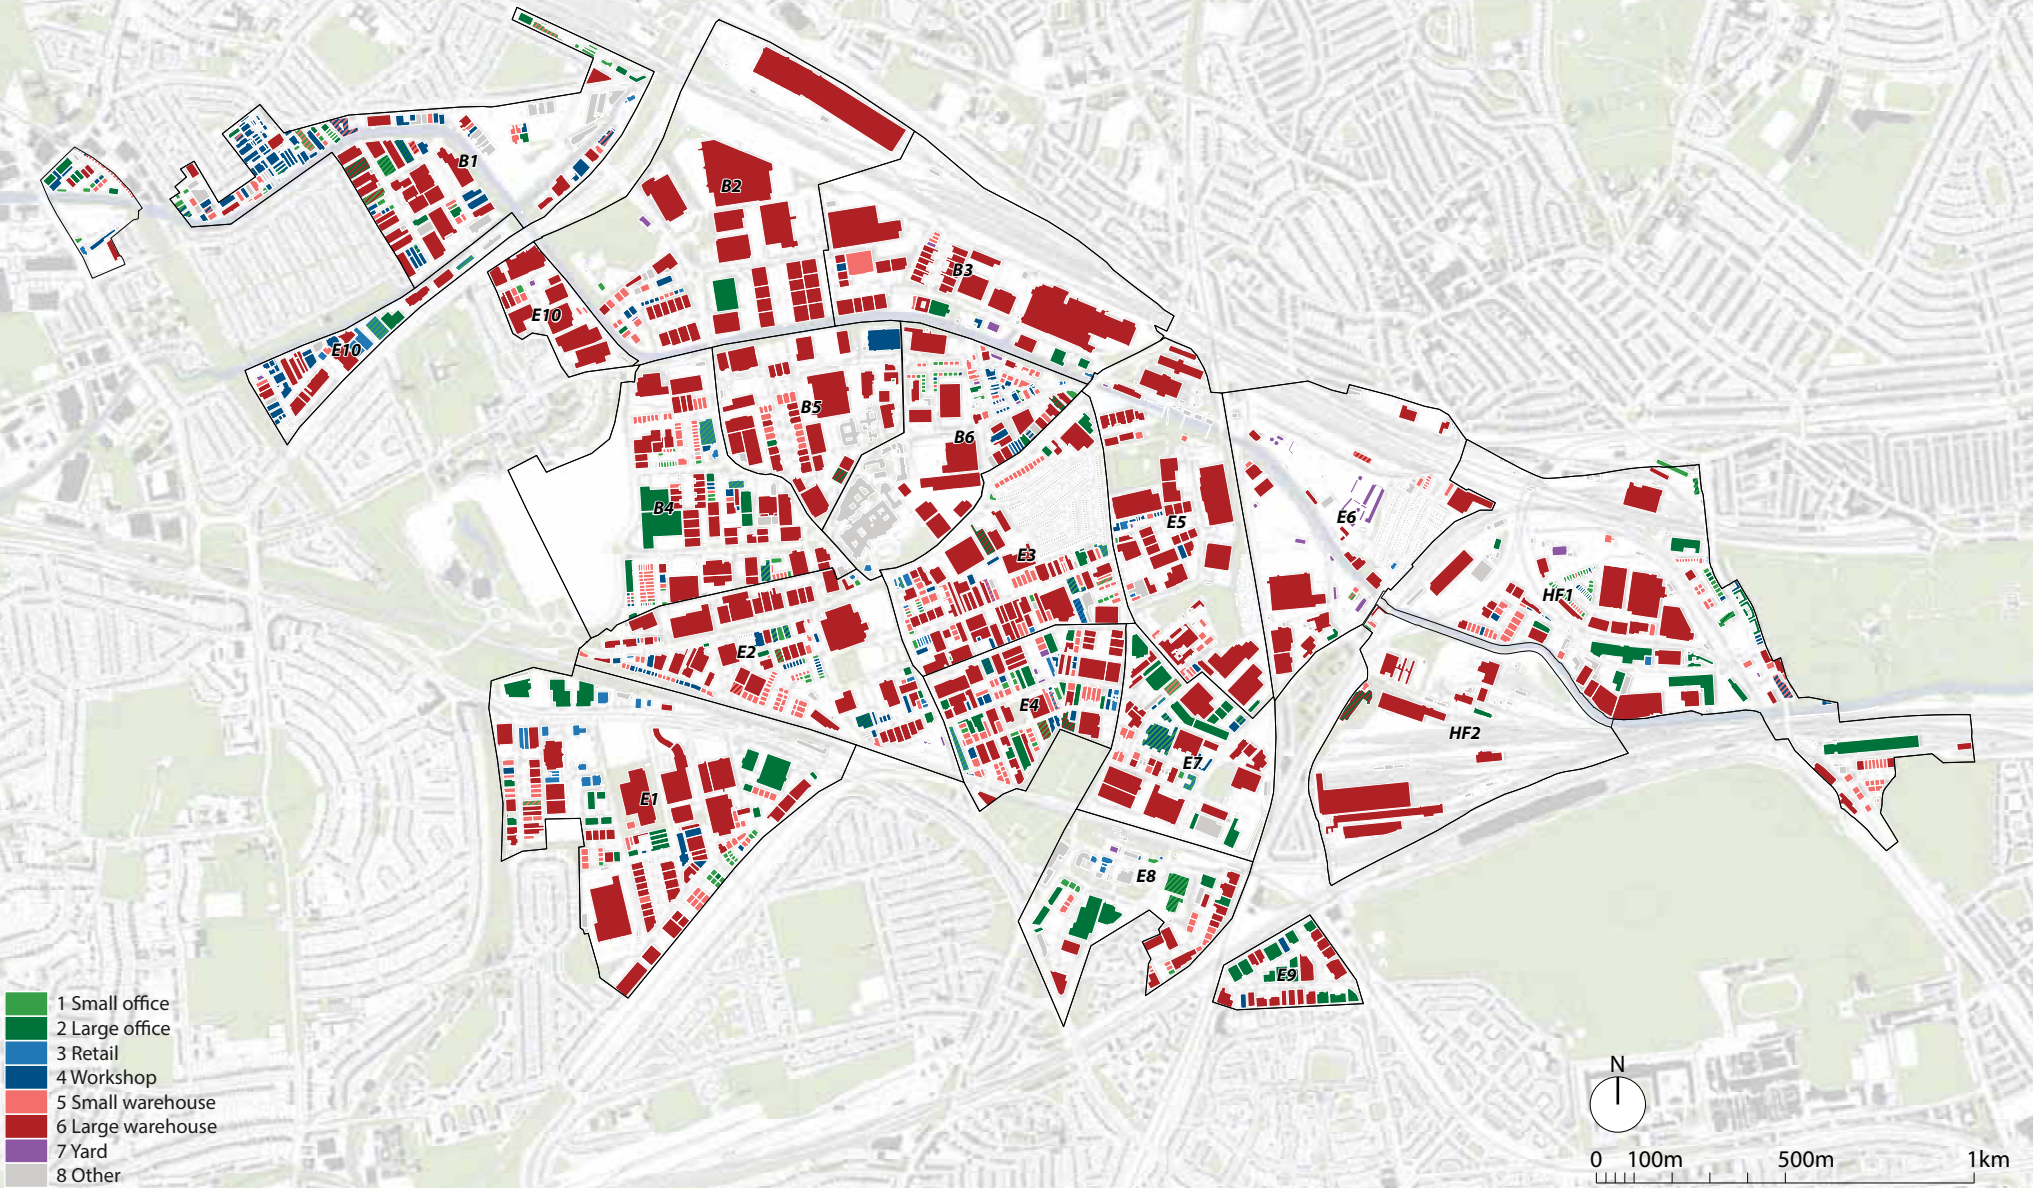 B1
B2
B3
E10
E10
B5
B6
B4
E5
E6
E3
HF1
E2
E4
HF2
E7
E1
E8
E9
1 Small office
2 Large office
3 Retail
4 Workshop
5 Small warehouse
6 Large warehouse
7 Yard
8 Other
N
0 100m 500m 1km